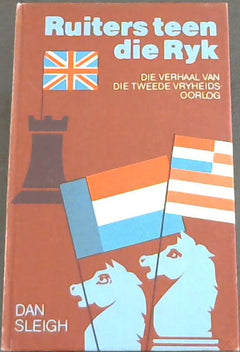 Ruiters teen
die Ryk
DIE VERHAAL VAN
DIE TWEEDE VRYHEIDS-
OORLOG
DAN
SLEIGH